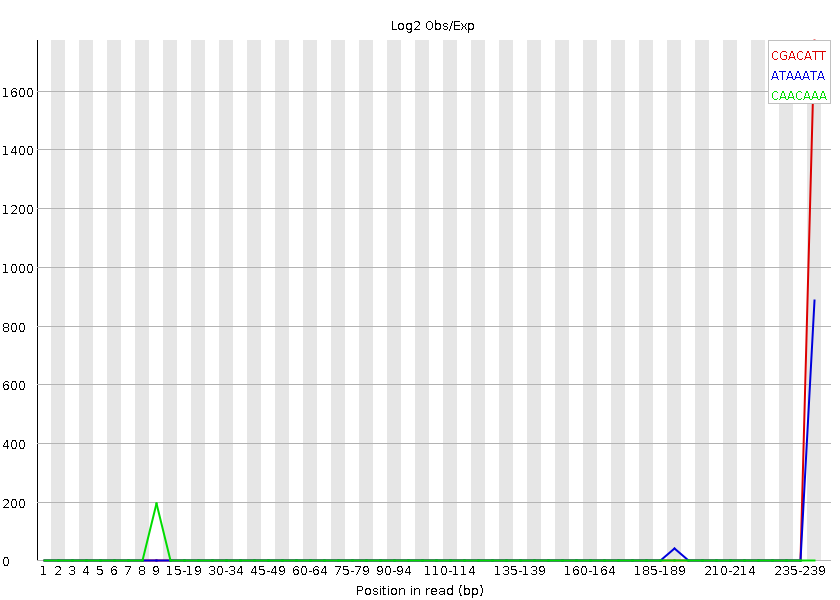 Log2 Obs/Exp
CGACATT
ATAAATA
CAACAAA
1600
1400
1200
1000
800
600
400
200
0
1 2 3 4 5 6 7 8 9 15-19 30-34 45-49 60-64 75-79 90-94 110-114 135-139 160-164 185-189 210-214 235-239
Position in read (bp)